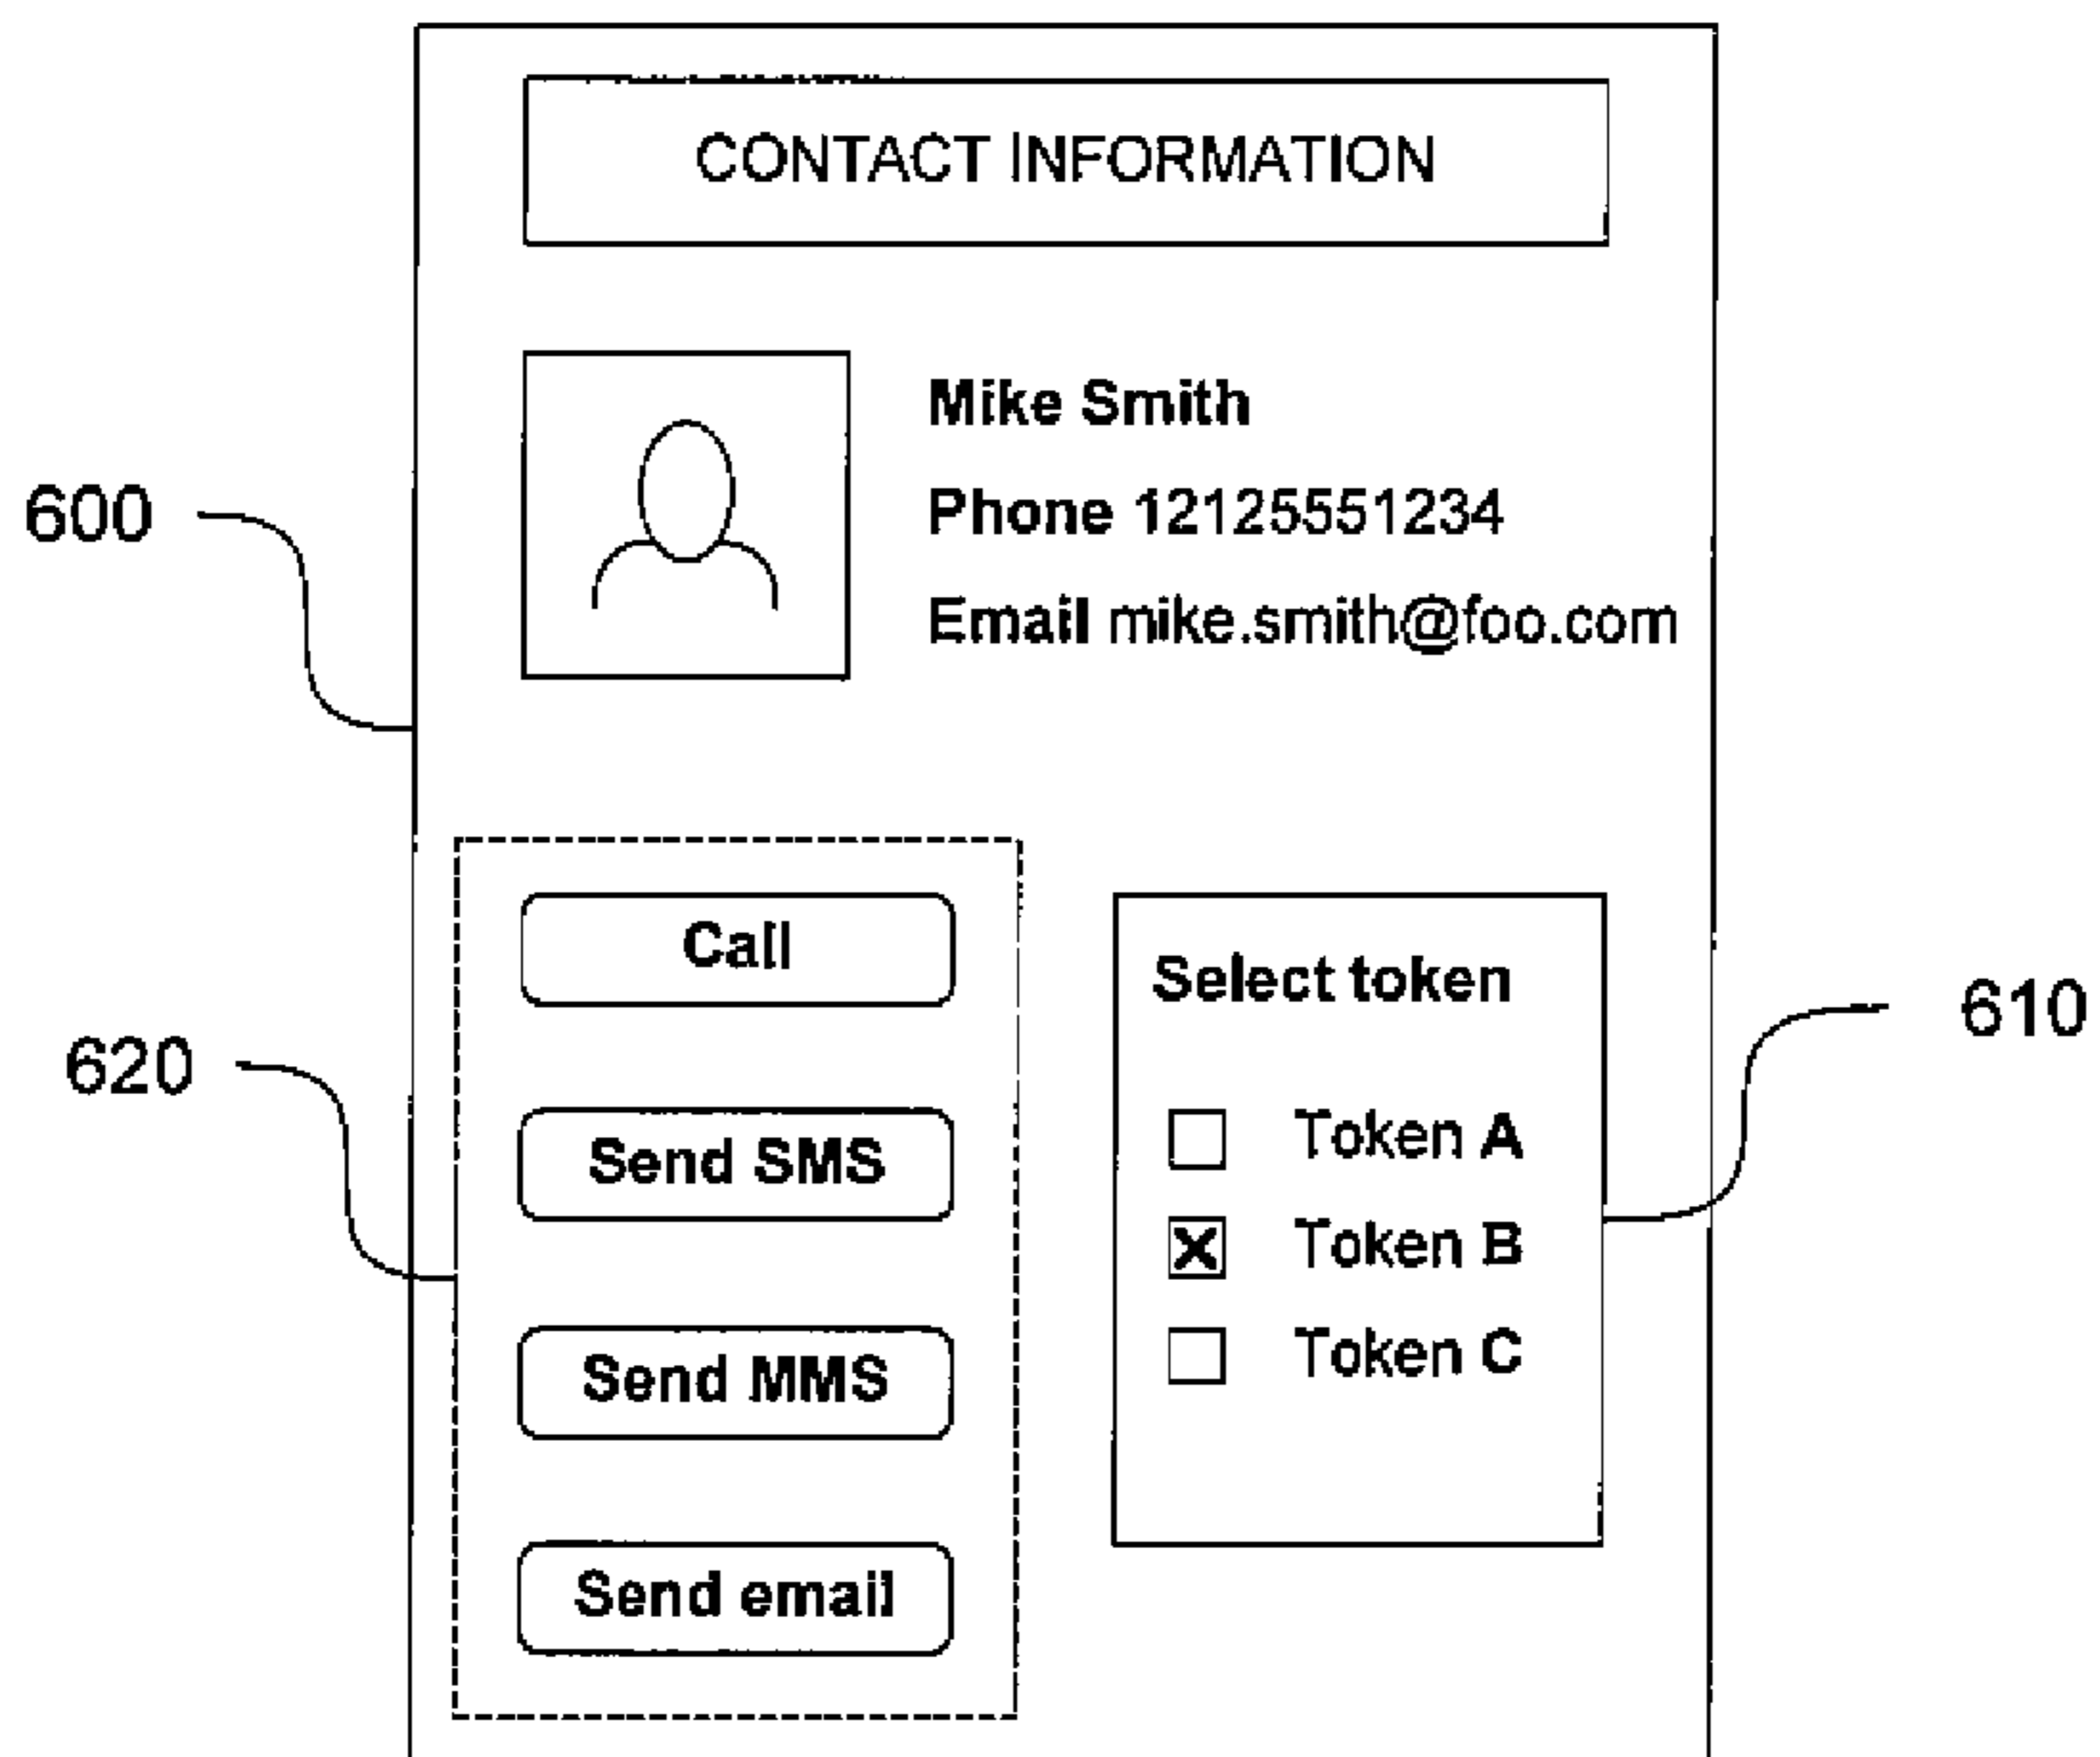 CONTACT INFORMATION
Mike Smith
Phone 12125551234
Email mike.smith@foo.com
600
Call
Send SMS
Send MMS
Send email
620
Select token
Token A
Token B
Token C
610